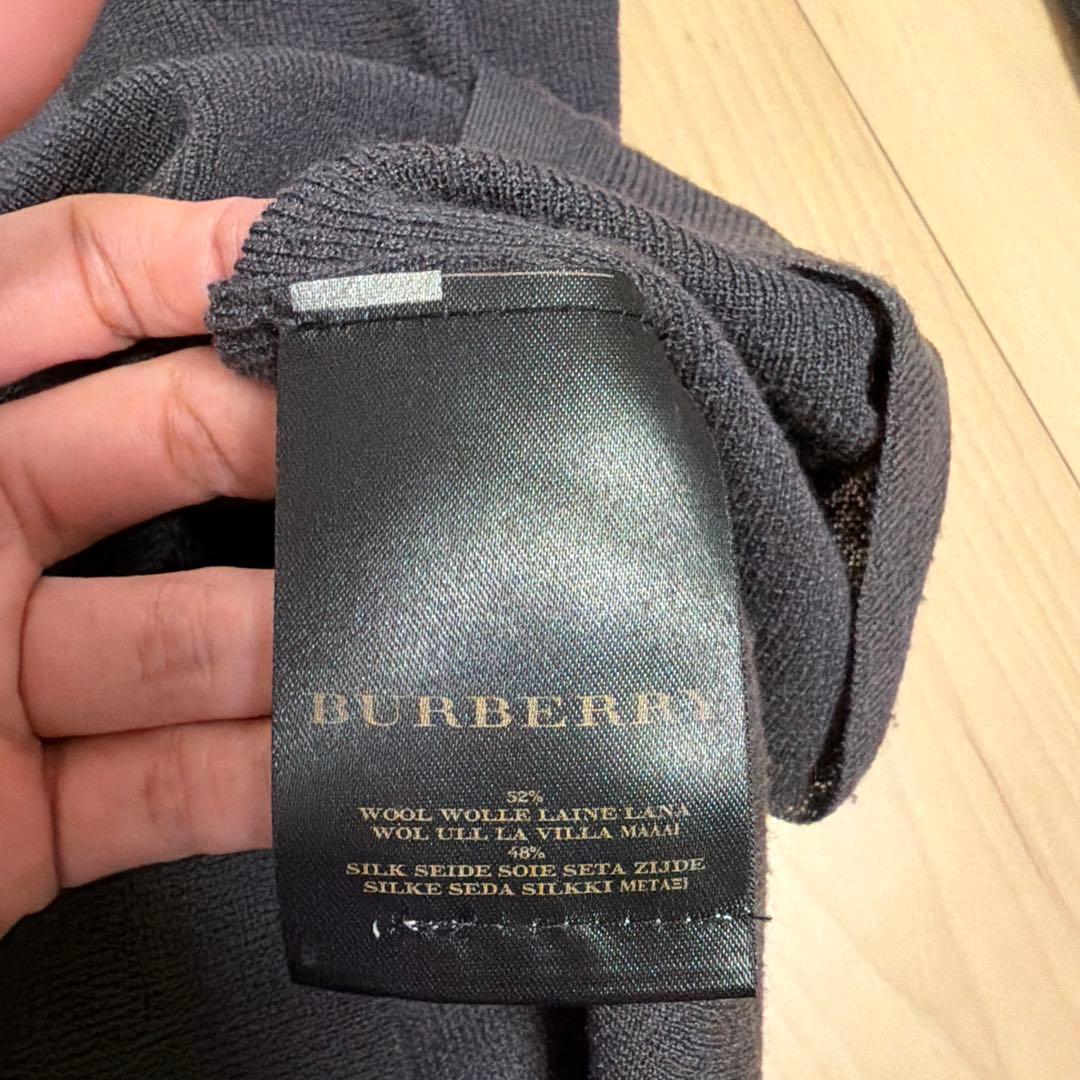 BURBERRY
52%
WOOL WOLLE LAINE LANA
WOL ULL LA VILLA ΜΑΛΛΙ
48%
SILK SEIDE SOIE SETA ZIJDE
SILKE SEDA SILKKI ΜΕΤΑΞΙ